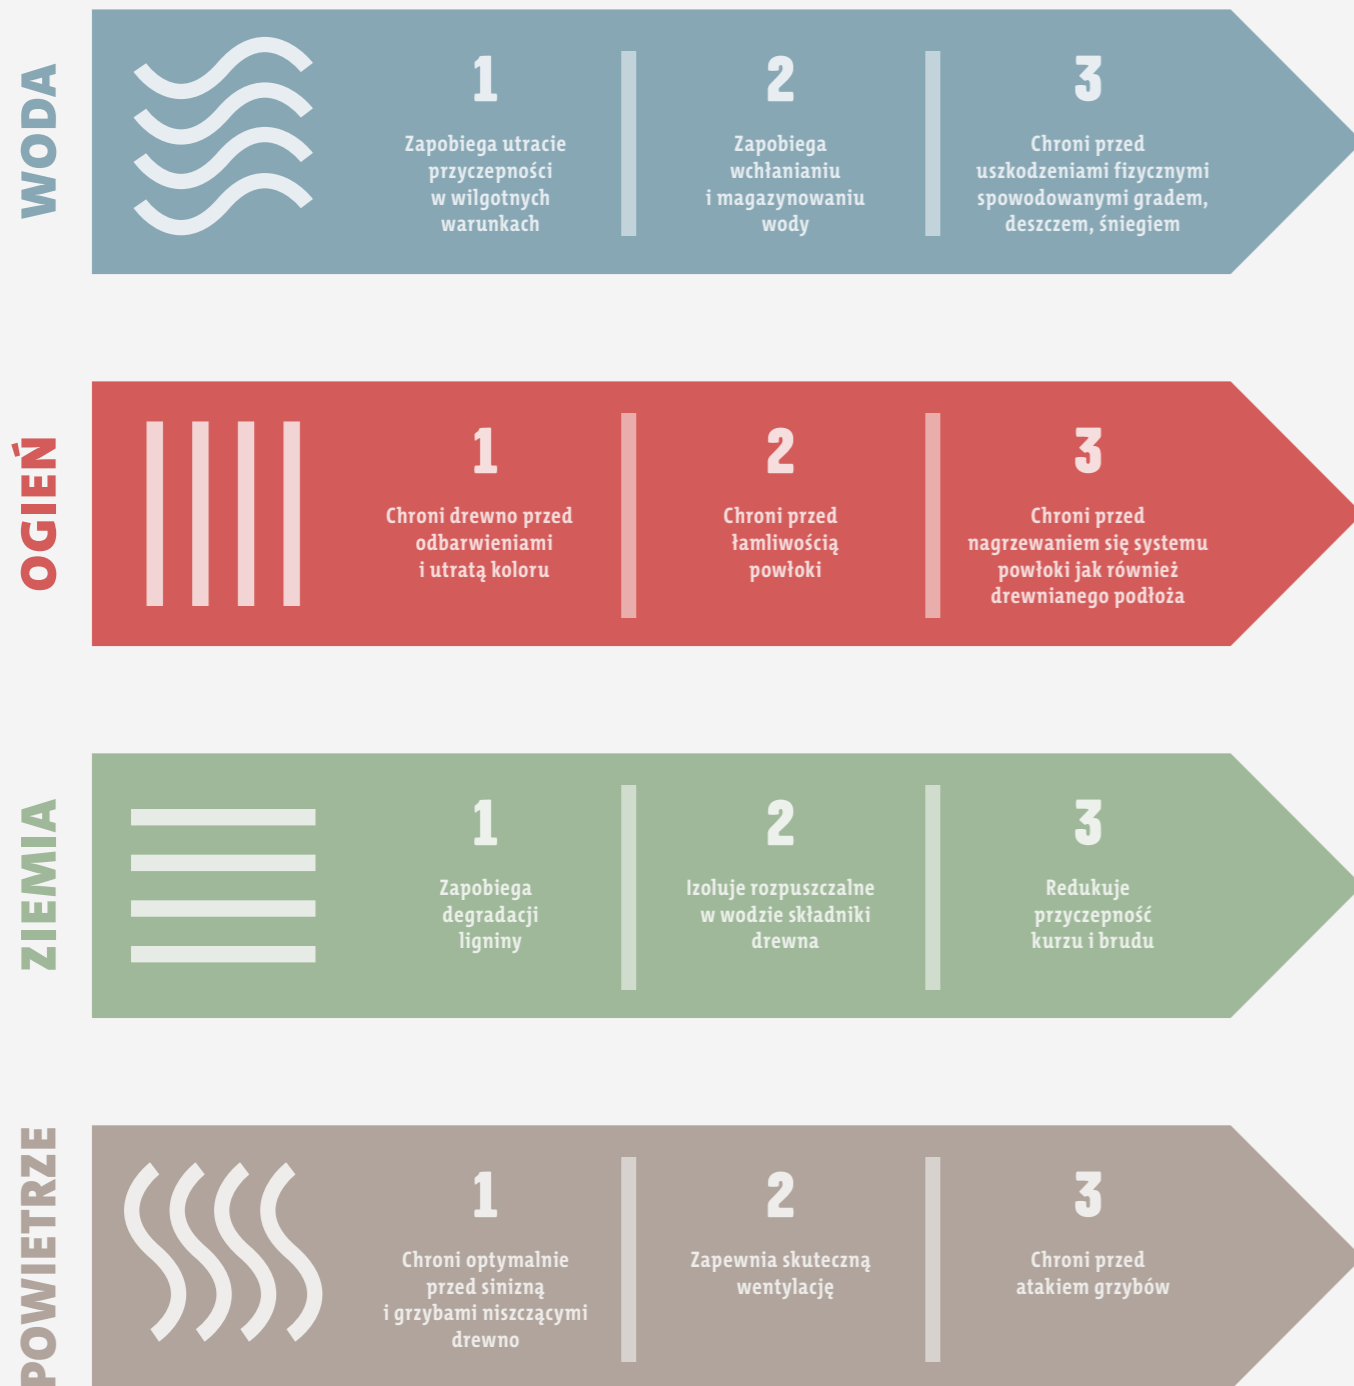 WODA
1
Zapobiega utracie
przyczepności
w wilgotnych
warunkach
2
Zapobiega
wchłanianiu
i magazynowaniu
wody
3
Chroni przed
uszkodzeniami fizycznymi
spowodowanymi gradem,
deszczem, śniegiem
OGIEŃ
1
Chroni drewno przed
odbarwieniami
i utratą koloru
2
Chroni przed
łamliwością
powłoki
3
Chroni przed
nagrzewaniem się systemu
powłoki jak również
drewnianego podłoża
ZIEMIA
1
Zapobiega
degradacji
ligniny
2
Izoluje rozpuszczalne
w wodzie składniki
drewna
3
Redukuje
przyczepność
kurzu i brudu
POWIETRZE
1
Chroni optymalnie
przed sinizną
i grzybami niszczącymi
drewno
2
Zapewnia skuteczną
wentylację
3
Chroni przed
atakiem grzybów